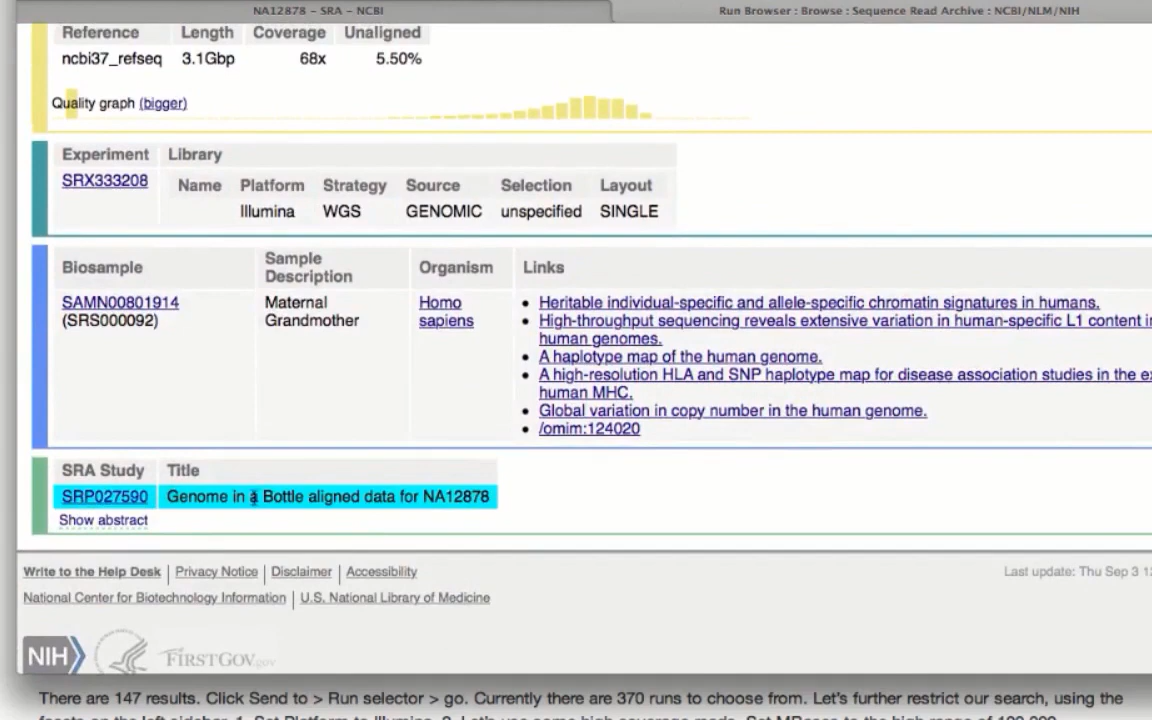 NA12878 – SRA – NCBI
Run Browser : Browse : Sequence Read Archive : NCBI/NLM/NIH
Reference Length Coverage Unaligned
ncbi37_refseq 3.1Gbp 68x 5.50%
Quality graph (bigger)
Experiment Library
SRX333208
Name Platform Strategy Source Selection Layout
Illumina WGS GENOMIC unspecified SINGLE
Biosample Sample Description Organism Links
SAMN00801914
(SRS000092)
Maternal
Grandmother
Homo
sapiens
• Heritable individual-specific and allele-specific chromatin signatures in humans.
• High-throughput sequencing reveals extensive variation in human-specific L1 content
human genomes.
• A haplotype map of the human genome.
• A high-resolution HLA and SNP haplotype map for disease association studies in the
human MHC.
• Global variation in copy number in the human genome.
• /omim:124020
SRA Study Title
SRP027590 Genome in a Bottle aligned data for NA12878
Show abstract
Write to the Help Desk | Privacy Notice | Disclaimer | Accessibility
Last update: Thu Sep 3
National Center for Biotechnology Information | U.S. National Library of Medicine
NIH
FIRSTGOV.gov
There are 147 results. Click Send to > Run selector > go. Currently there are 370 runs to choose from. Let's further restrict our search, using the